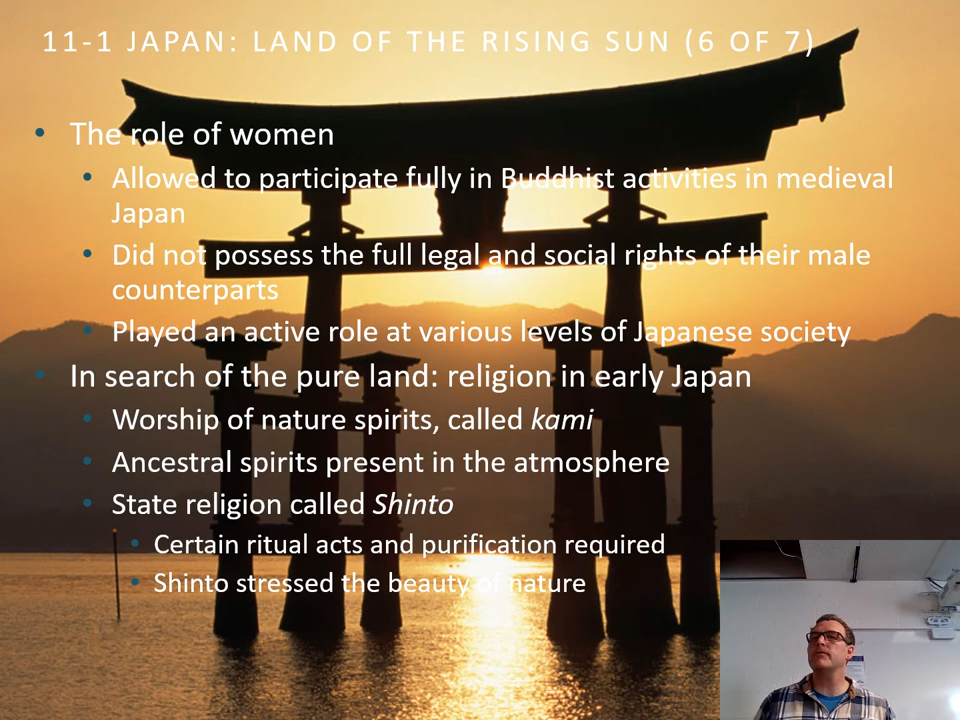 11-1 JAPAN: LAND OF THE RISING SUN (6 OF 7)
• The role of women
• Allowed to participate fully in Buddhist activities in medieval
Japan
• Did not possess the full legal and social rights of their male
counterparts
• Played an active role at various levels of Japanese society
• In search of the pure land: religion in early Japan
• Worship of nature spirits, called kami
• Ancestral spirits present in the atmosphere
• State religion called Shinto
• Certain ritual acts and purification required
• Shinto stressed the beauty of nature